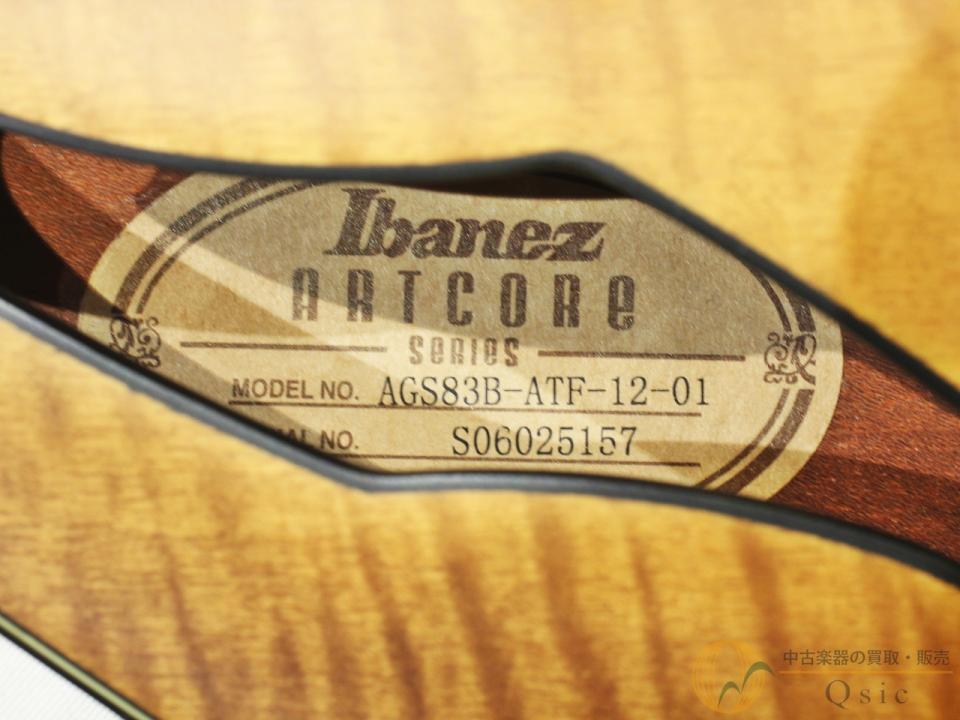 Ibanez
ARTCORE
SERIES
MODEL NO. AGS83B-ATF-12-01
NO. S06025157
中古楽器の買取・販売
Qsic